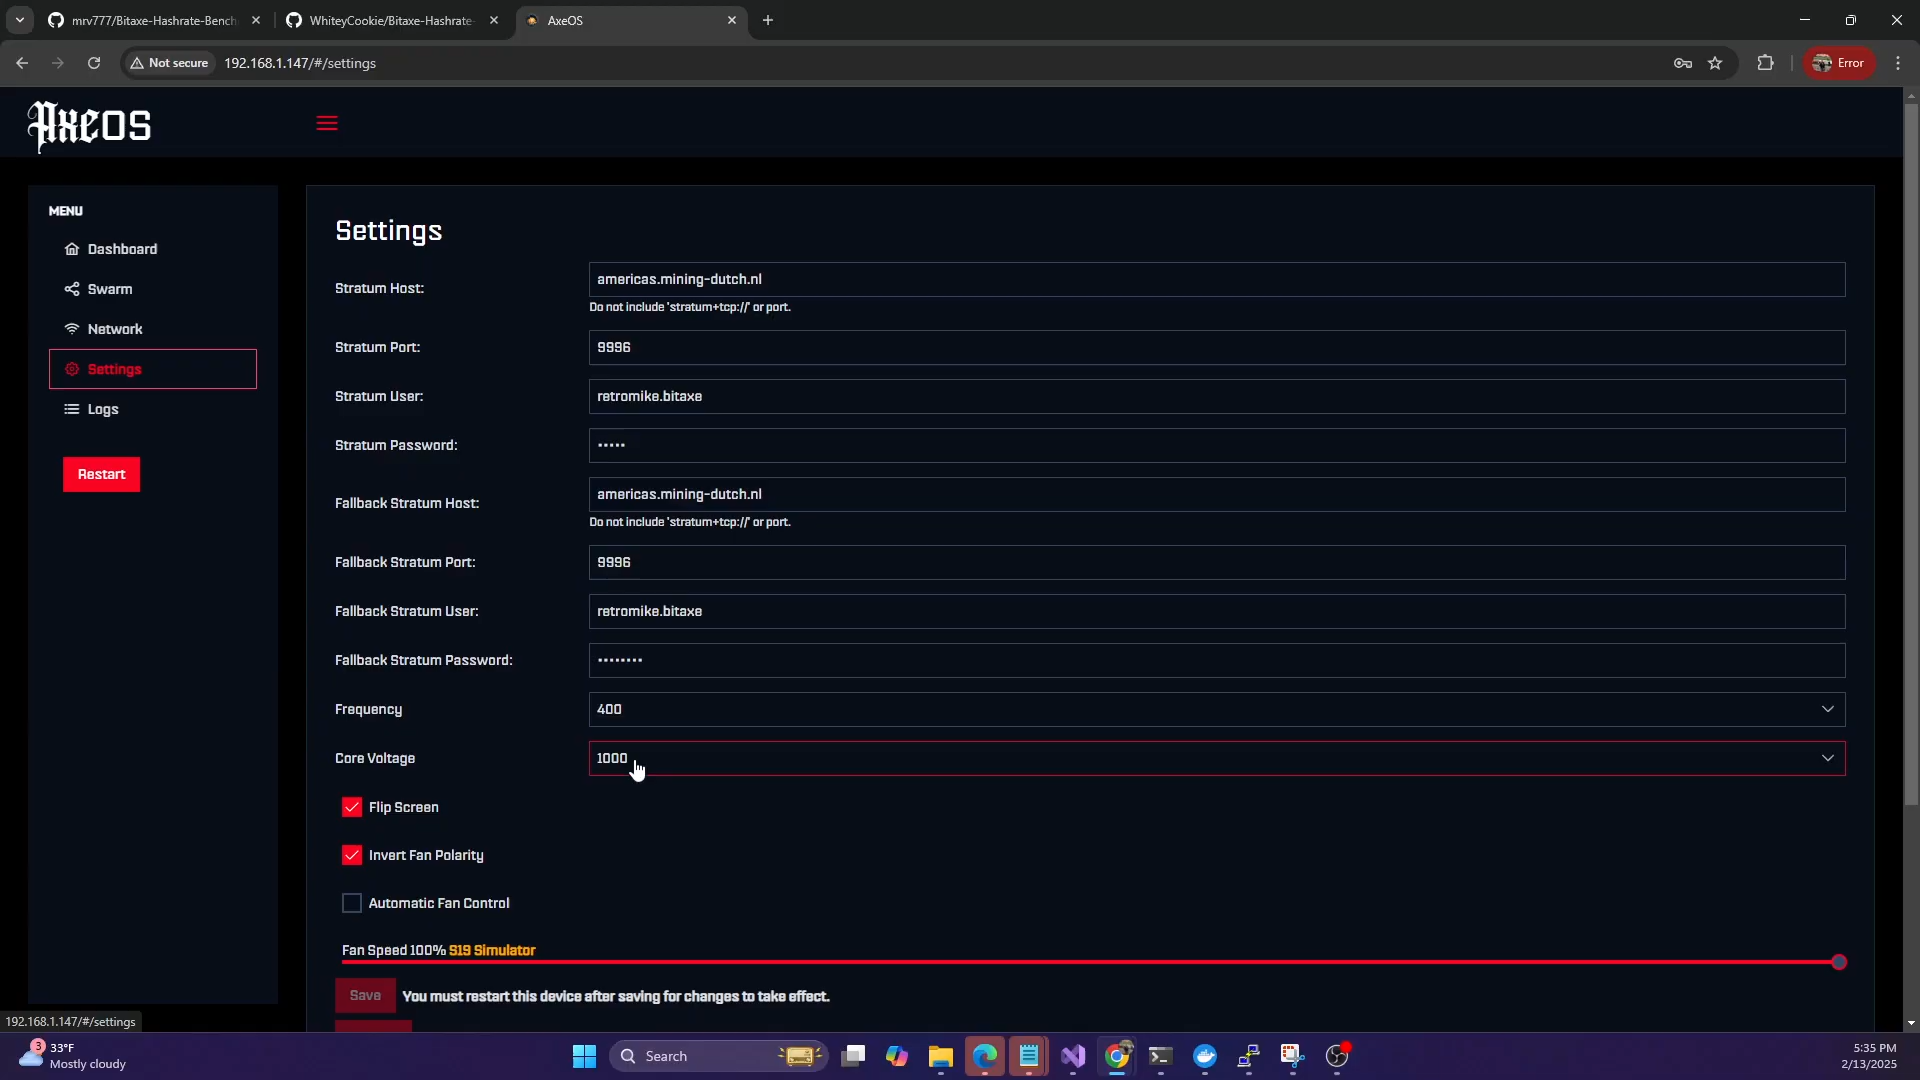 mrv777/Bitaxe-Hashrate-Bench
WhiteyCookie/Bitaxe-Hashrate-
AxeOS
Not secure
192.168.1.147/#/settings
Error
AxeOS
MENU
Dashboard
Swarm
Network
Settings
Logs
Restart
Settings
Stratum Host:
americas.mining-dutch.nl
Do not include 'stratum+tcp://' or port.
Stratum Port:
9996
Stratum User:
retromike.bitaxe
Stratum Password:
•••••
Fallback Stratum Host:
americas.mining-dutch.nl
Do not include 'stratum+tcp://' or port.
Fallback Stratum Port:
9996
Fallback Stratum User:
retromike.bitaxe
Fallback Stratum Password:
••••••••
Frequency
400
Core Voltage
1000
Flip Screen
Invert Fan Polarity
Automatic Fan Control
Fan Speed 100% S19 Simulator
Save
You must restart this device after saving for changes to take effect.
192.168.1.147/#/settings
3
33°F
Mostly cloudy
Search
5:35 PM
2/13/2025